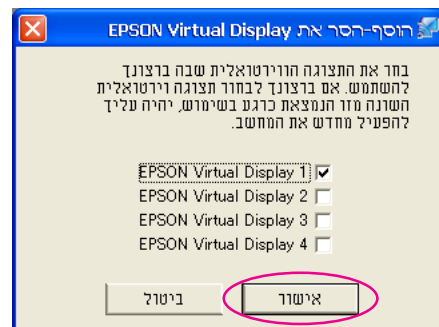 הוסף-הסר את EPSON Virtual Display
בחר את התצוגה הווירטואלית שבה ברצונך
להשתמש. אם ברצונך לבחור תצוגה וירטואלית
השונה מזו הנמצאת כרגע בשימוש, יהיה עליך
להפעיל מחדש את המחשב.
EPSON Virtual Display 1
EPSON Virtual Display 2
EPSON Virtual Display 3
EPSON Virtual Display 4
אישור
ביטול